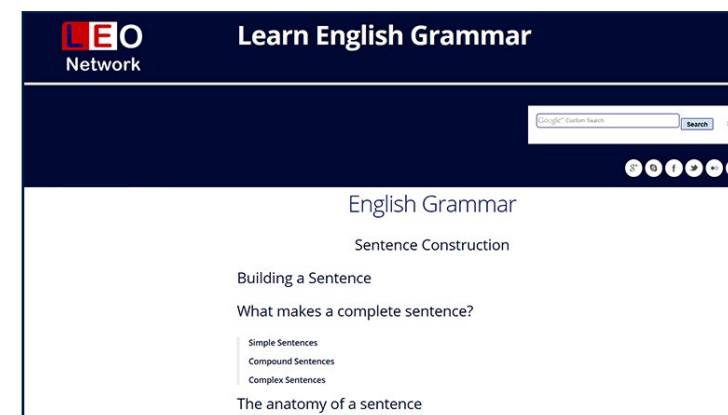 LEO
Network
Learn English Grammar
Google™ Custom Search
Search
English Grammar
Sentence Construction
Building a Sentence
What makes a complete sentence?
Simple Sentences
Compound Sentences
Complex Sentences
The anatomy of a sentence